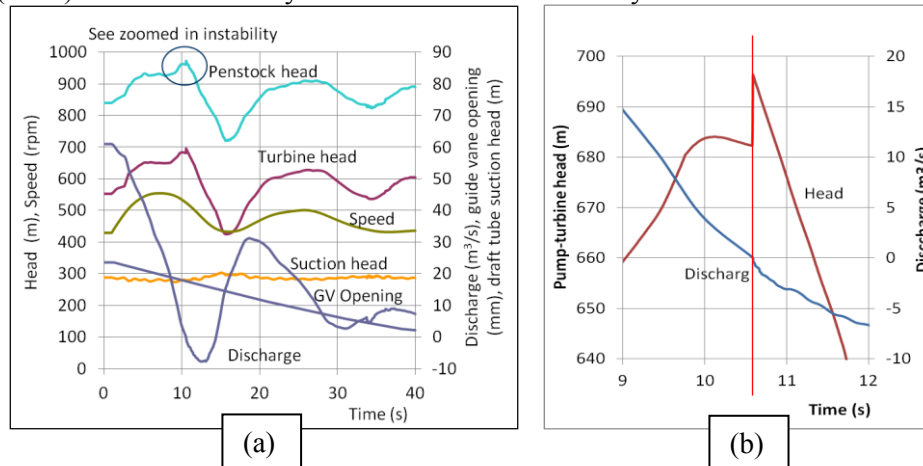 See zoomed in instability
1000
900
800
700
600
500
400
300
200
100
0
Head (m), Speed (rpm)
Penstock head
Turbine head
Speed
Suction head
GV Opening
Discharge
90
80
70
60
50
40
30
20
10
0
-10
Discharge (m³/s), guide vane opening
(mm), draft tube suction head (m)
0
10
20
30
40
Time (s)
(a)
700
690
680
670
660
650
640
Pump-turbine head (m)
Head
Discharg
20
15
10
5
0
-5
-10
Discharge (m3/s)
9
10
11
12
Time (s)
(b)